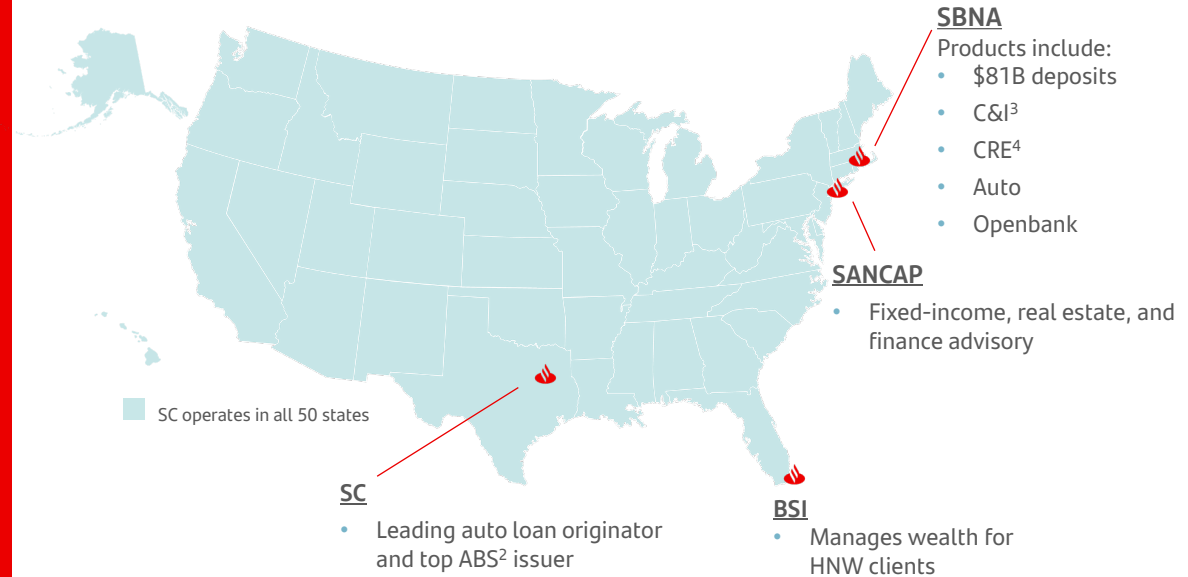 SBNA
Products include:
• $81B deposits
• C&I³
• CRE⁴
• Auto
• Openbank
SANCAP
• Fixed-income, real estate, and
finance advisory
SC operates in all 50 states
SC
• Leading auto loan originator
and top ABS² issuer
BSI
• Manages wealth for
HNW clients